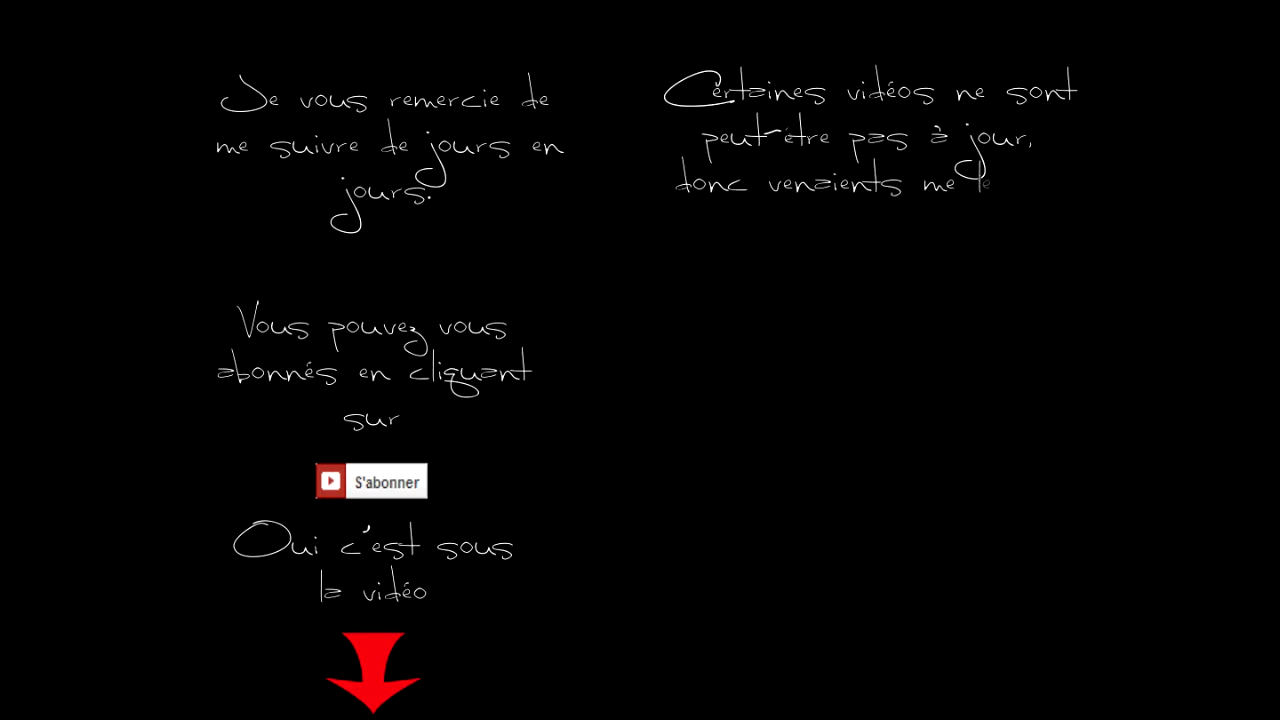 Je vous remercie de
me suivre de jours en
jours.
Vous pouvez vous
abonnés en cliquant
sur
S'abonner
Oui c'est sous
la vidéo
Certaines vidéos ne sont
peut-être pas à jour,
donc venaients me le